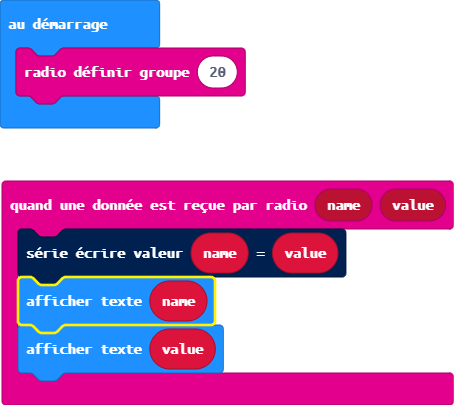 au démarrage
radio définir groupe 20
quand une donnée est reçue par radio name value
série écrire valeur name = value
afficher texte name
afficher texte value